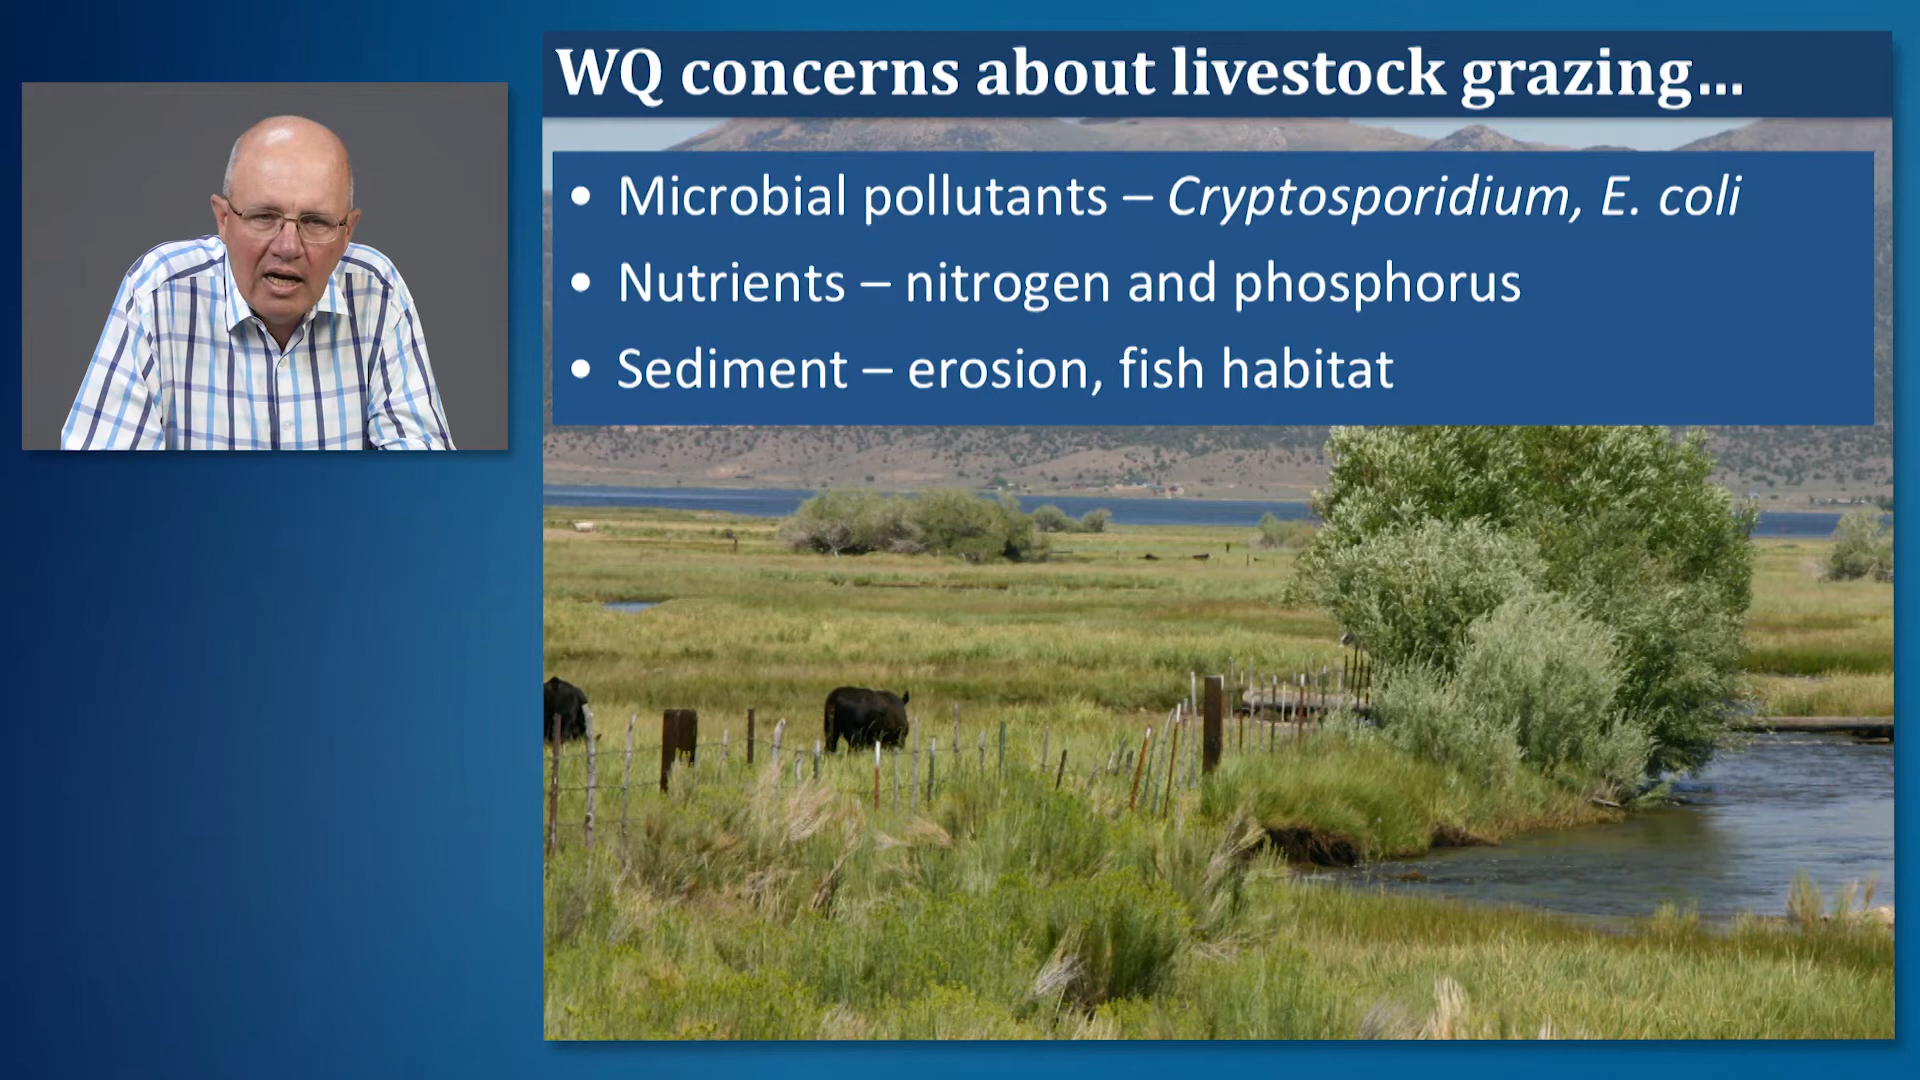 WQ concerns about livestock grazing...
• Microbial pollutants – Cryptosporidium, E. coli
• Nutrients – nitrogen and phosphorus
• Sediment – erosion, fish habitat